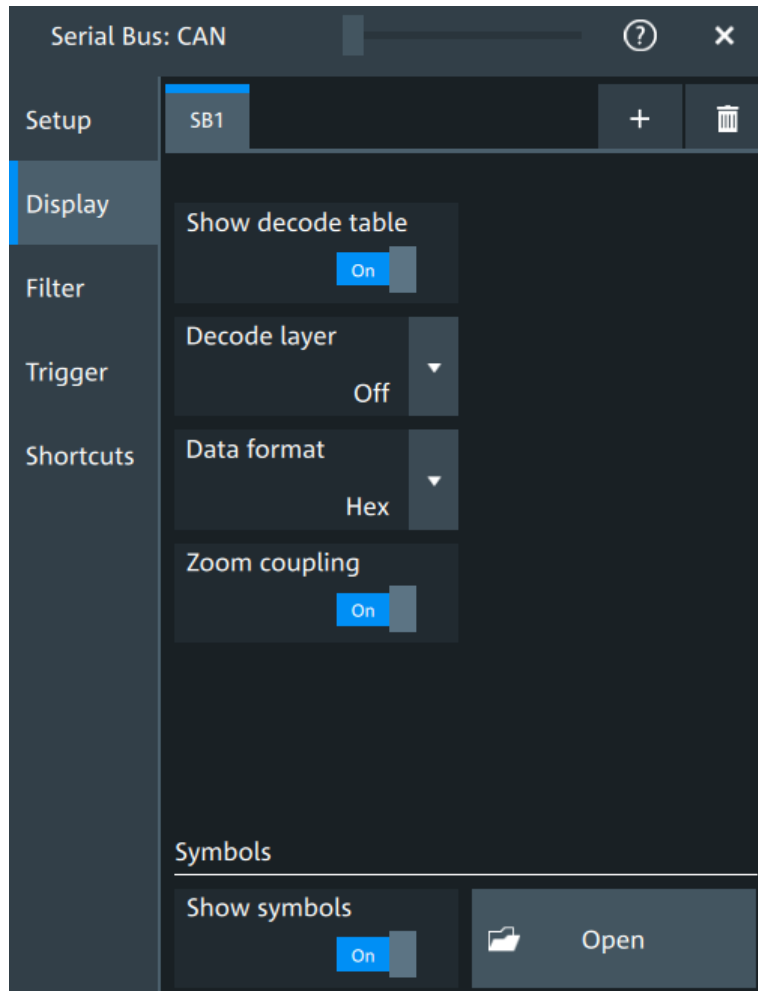 Serial Bus: CAN
?
Setup
SB1
+
Display
Show decode table
On
Filter
Decode layer
Off
Trigger
Data format
Hex
Shortcuts
Zoom coupling
On
Symbols
Show symbols
On
Open